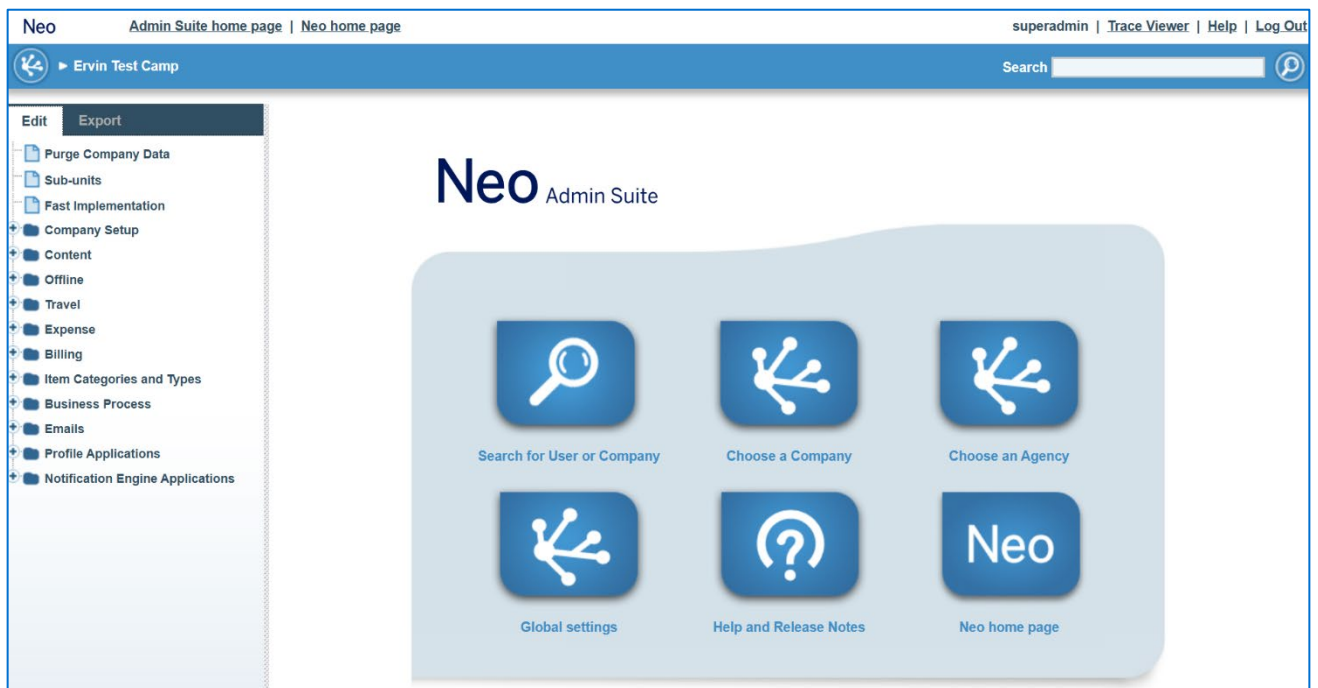 Neo Admin Suite home page | Neo home page superadmin | Trace Viewer | Help | Log Out
Ervin Test Camp Search
Edit Export
Purge Company Data
Sub-units
Fast Implementation
Company Setup
Content
Offline
Travel
Expense
Billing
Item Categories and Types
Business Process
Emails
Profile Applications
Notification Engine Applications
Neo Admin Suite
Search for User or Company Choose a Company Choose an Agency
Neo
Global settings Help and Release Notes Neo home page